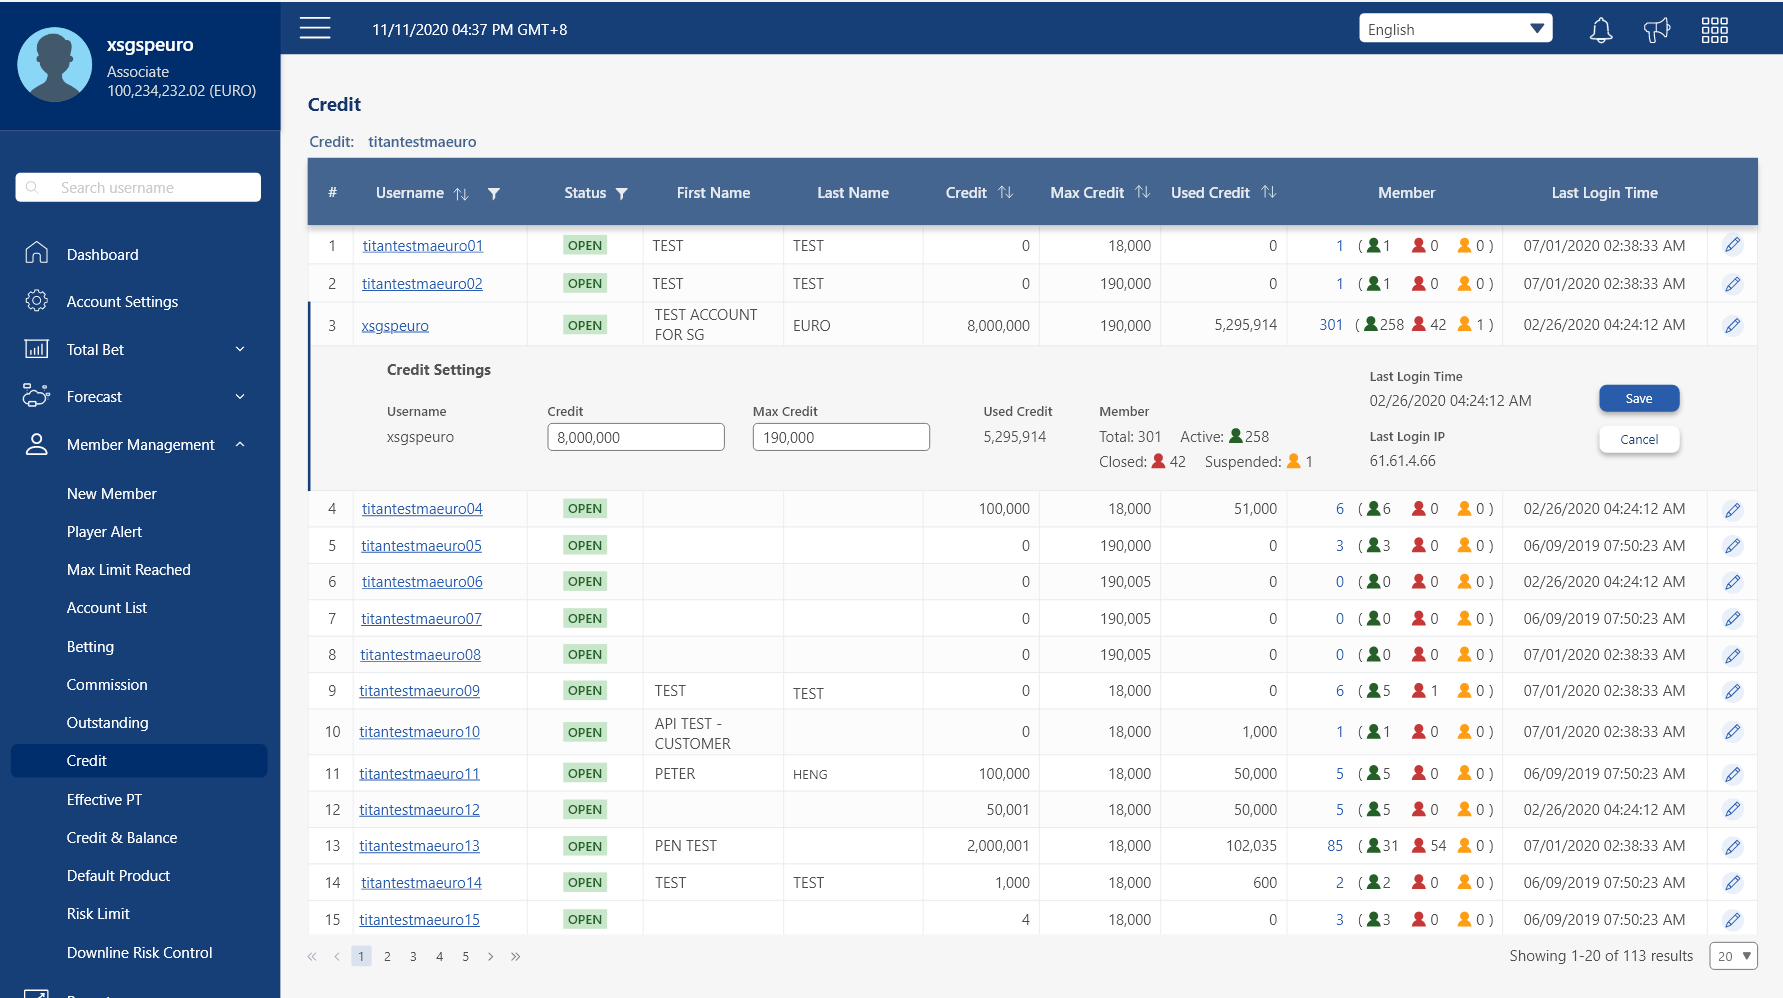 xsgspeuro
Associate
100,234,232.02 (EURO)
Search username
Dashboard
Account Settings
Total Bet
Forecast
Member Management
New Member
Player Alert
Max Limit Reached
Account List
Betting
Commission
Outstanding
Credit
Effective PT
Credit & Balance
Default Product
Risk Limit
Downline Risk Control
11/11/2020 04:37 PM GMT+8
English
Credit
Credit: titantestmaeuro
# Username Status First Name Last Name Credit Max Credit Used Credit Member Last Login Time
1 titantestmaeuro01 OPEN TEST TEST 0 18,000 0 1 ( 1 0 0 ) 07/01/2020 02:38:33 AM
2 titantestmaeuro02 OPEN TEST TEST 0 190,000 0 1 ( 1 0 0 ) 07/01/2020 02:38:33 AM
3 xsgspeuro OPEN TEST ACCOUNT FOR SG EURO 8,000,000 190,000 5,295,914 301 ( 258 42 1 ) 02/26/2020 04:24:12 AM
Credit Settings
Username Credit Max Credit Used Credit Member
xsgspeuro 8,000,000 190,000 5,295,914 Total: 301 Active: 258
Closed: 42 Suspended: 1
Last Login Time
02/26/2020 04:24:12 AM
Last Login IP
61.61.4.66
Save
Cancel
4 titantestmaeuro04 OPEN 100,000 18,000 51,000 6 ( 6 0 0 ) 02/26/2020 04:24:12 AM
5 titantestmaeuro05 OPEN 0 190,000 0 3 ( 3 0 0 ) 06/09/2019 07:50:23 AM
6 titantestmaeuro06 OPEN 0 190,005 0 0 ( 0 0 0 ) 02/26/2020 04:24:12 AM
7 titantestmaeuro07 OPEN 0 190,005 0 0 ( 0 0 0 ) 06/09/2019 07:50:23 AM
8 titantestmaeuro08 OPEN 0 190,005 0 0 ( 0 0 0 ) 07/01/2020 02:38:33 AM
9 titantestmaeuro09 OPEN TEST TEST 0 18,000 0 6 ( 5 1 0 ) 07/01/2020 02:38:33 AM
10 titantestmaeuro10 OPEN API TEST - CUSTOMER 0 18,000 1,000 1 ( 1 0 0 ) 07/01/2020 02:38:33 AM
11 titantestmaeuro11 OPEN PETER HENG 100,000 18,000 50,000 5 ( 5 0 0 ) 06/09/2019 07:50:23 AM
12 titantestmaeuro12 OPEN 50,001 18,000 50,000 5 ( 5 0 0 ) 02/26/2020 04:24:12 AM
13 titantestmaeuro13 OPEN PEN TEST 2,000,001 18,000 102,035 85 ( 31 54 0 ) 07/01/2020 02:38:33 AM
14 titantestmaeuro14 OPEN TEST TEST 1,000 18,000 600 2 ( 2 0 0 ) 06/09/2019 07:50:23 AM
15 titantestmaeuro15 OPEN 4 18,000 0 3 ( 3 0 0 ) 06/09/2019 07:50:23 AM
« ‹ 1 2 3 4 5 › »
Showing 1-20 of 113 results 20